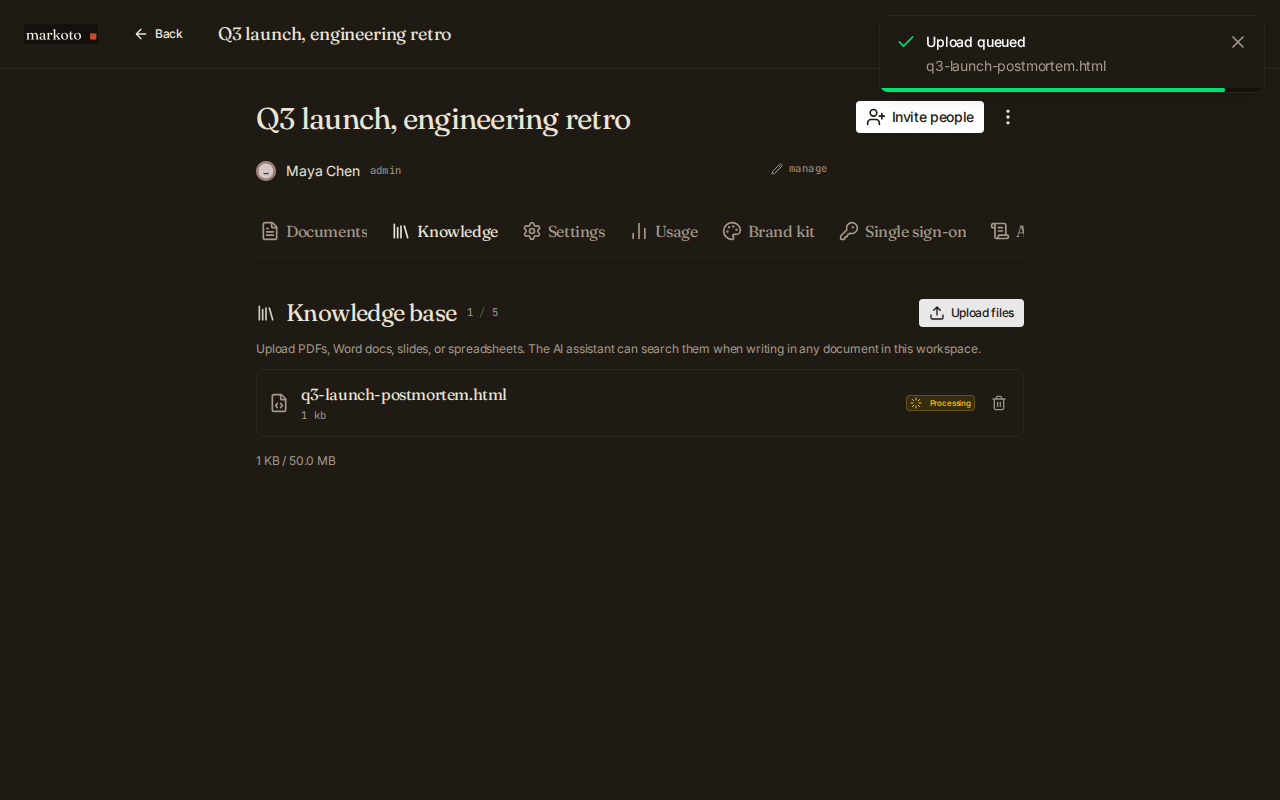 markoto
Back
Q3 launch, engineering retro
Upload queued
q3-launch-postmortem.html
Q3 launch, engineering retro
Invite people
Maya Chen admin
manage
Documents Knowledge Settings Usage Brand kit Single sign-on A
Knowledge base 1 / 5
Upload files
Upload PDFs, Word docs, slides, or spreadsheets. The AI assistant can search them when writing in any document in this workspace.
q3-launch-postmortem.html
1 kb
Processing
1 KB / 50.0 MB